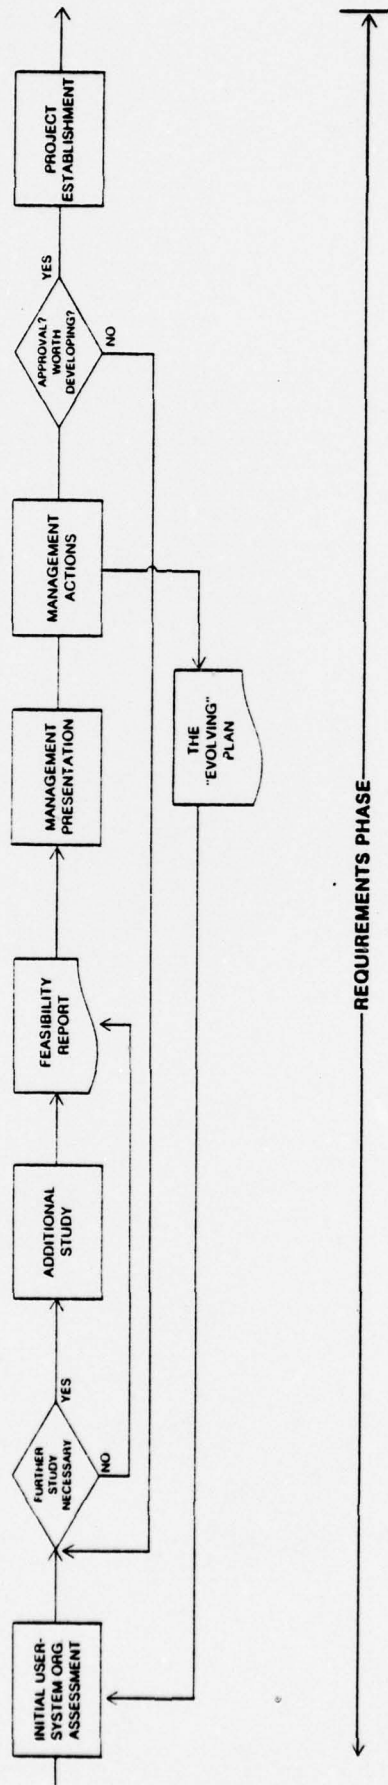 INITIAL USER-
SYSTEM ORG
ASSESSMENT
FURTHER
STUDY
NECESSARY
YES
NO
ADDITIONAL
STUDY
FEASIBILITY
REPORT
MANAGEMENT
PRESENTATION
MANAGEMENT
ACTIONS
THE
"EVOLVING"
PLAN
APPROVAL?
WORTH
DEVELOPING?
YES
NO
PROJECT
ESTABLISHMENT
REQUIREMENTS PHASE